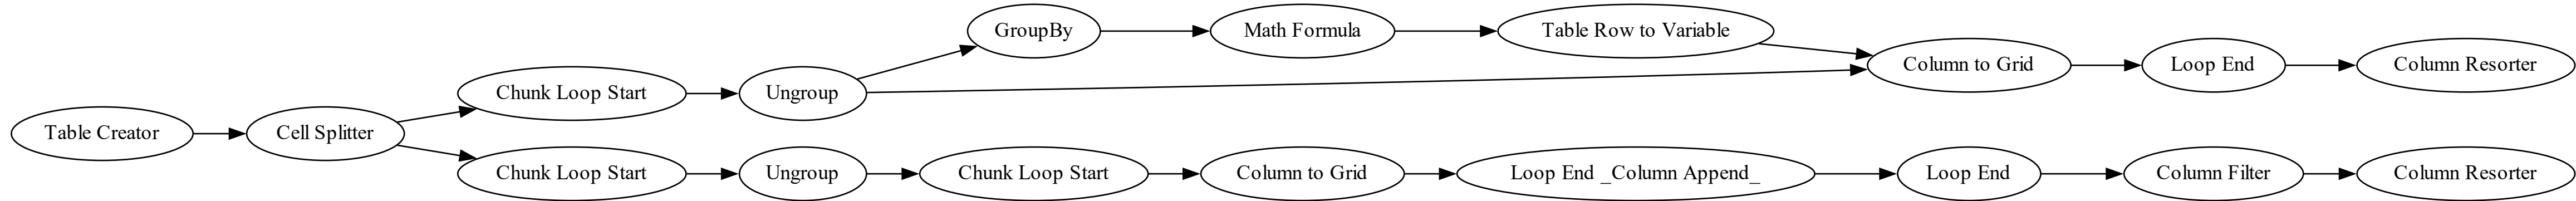 GroupBy
Math Formula
Table Row to Variable
Column to Grid
Loop End
Column Resorter
Chunk Loop Start
Ungroup
Table Creator
Cell Splitter
Chunk Loop Start
Ungroup
Chunk Loop Start
Column to Grid
Loop End _Column Append_
Loop End
Column Filter
Column Resorter